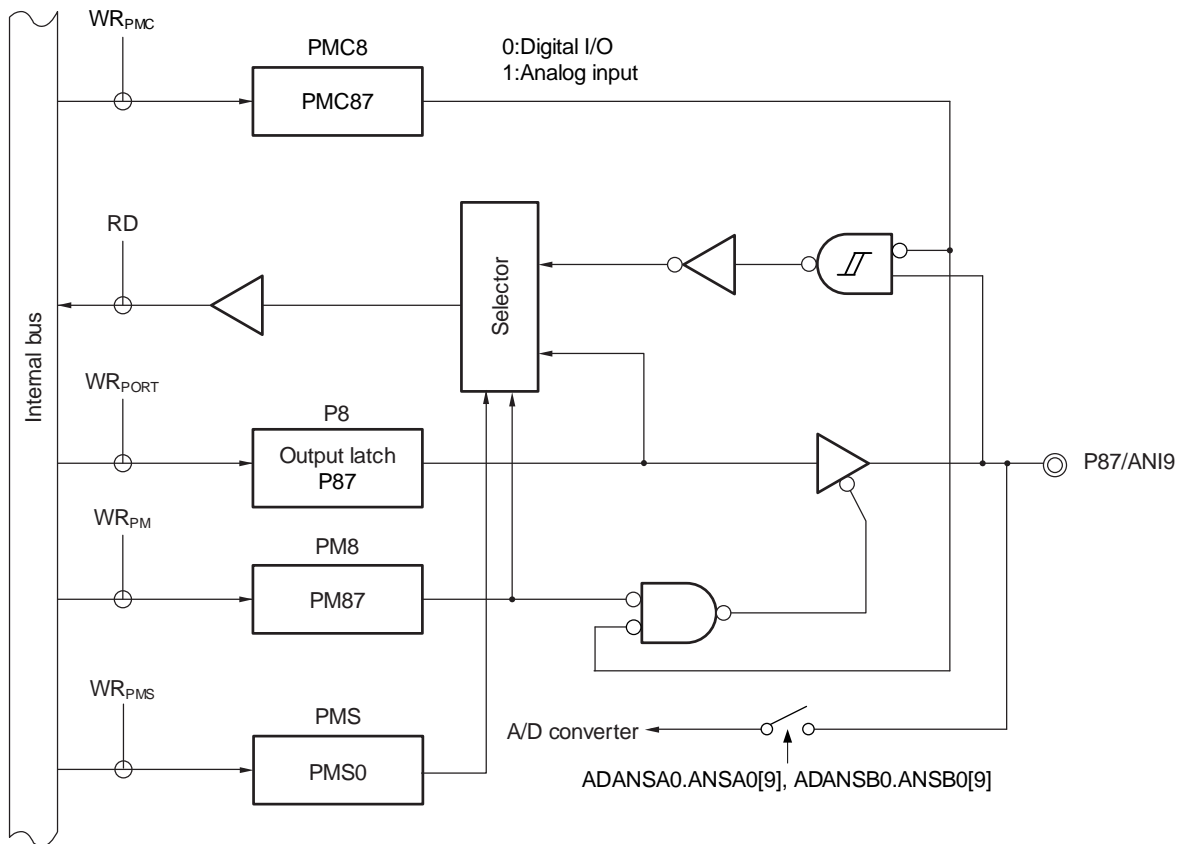 WRPMC
PMC8
0:Digital I/O
1:Analog input
PMC87
RD
Selector
Internal bus
WRPORT
P8
Output latch
P87
P87/ANI9
WRPM
PM8
PM87
WRPMS
PMS
PMS0
A/D converter
ADANSA0.ANSA0[9], ADANSB0.ANSB0[9]